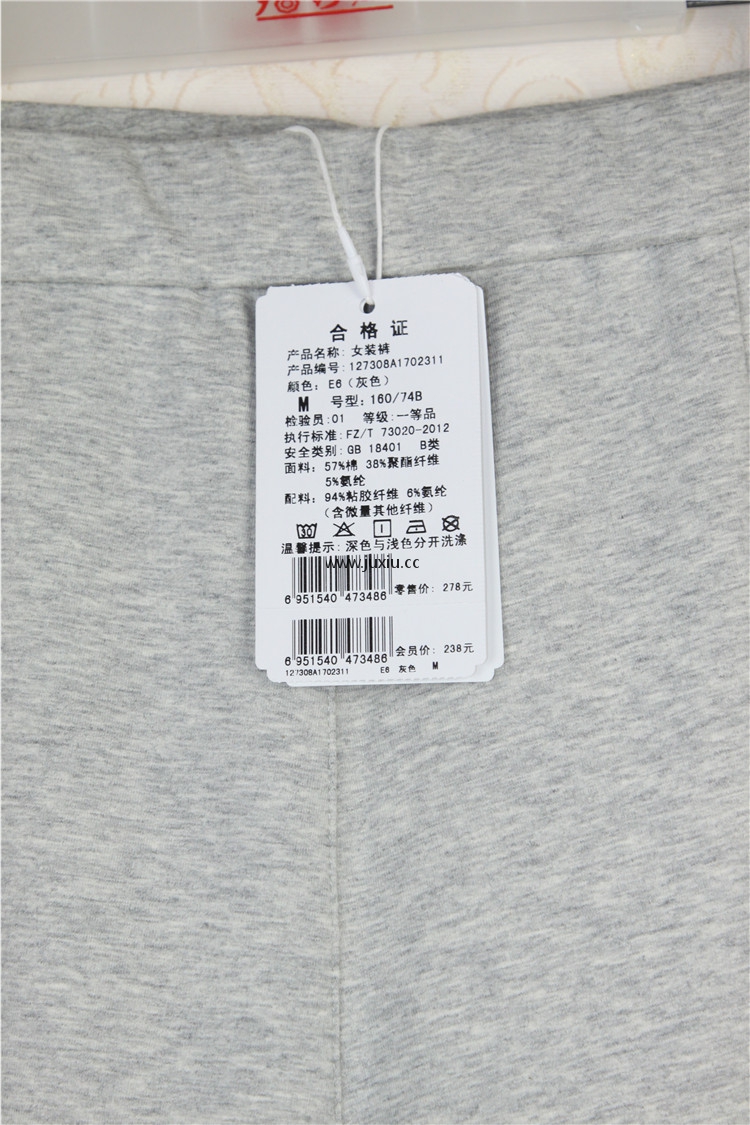 合格证
产品名称: 女装裤
产品编号: 127308A1702311
颜色: E6（灰色）
M 号型: 160/74B
检验员:01 等级:一等品
执行标准:FZ/T 73020-2012
安全类别:GB 18401 B类
面料: 57%棉 38%聚酯纤维
5%氨纶
配料: 94%粘胶纤维 6%氨纶
（含微量其他纤维）
温馨提示: 深色与浅色分开洗涤
www.juxiu.cc
6 951540 473486 零售价: 278元
6 951540 473486 会员价: 238元
127308A1702311 E6 灰色 M